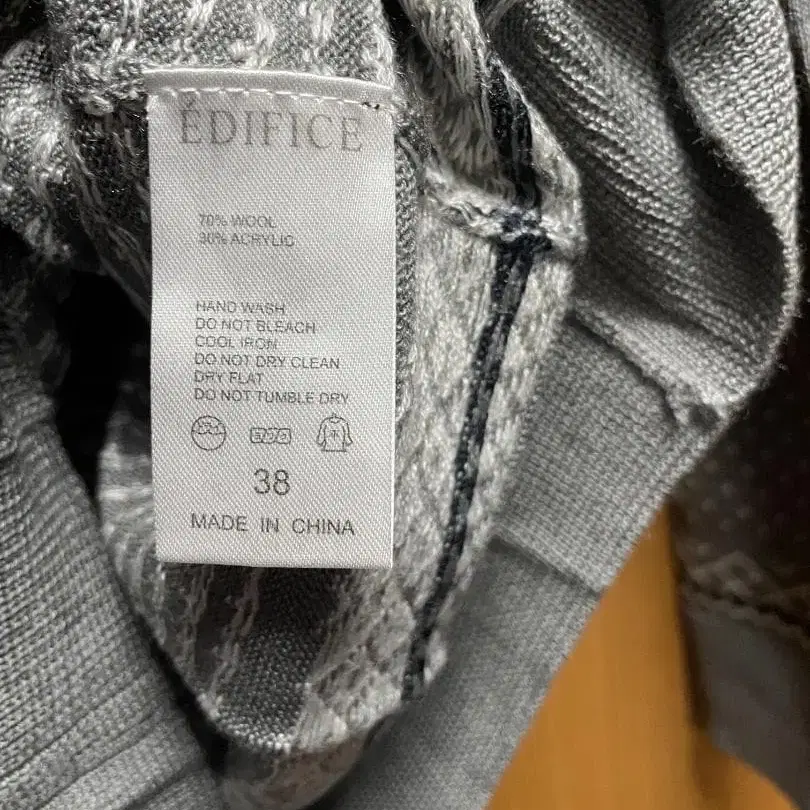 ÉDIFICE
70% WOOL
30% ACRYLIC
HAND WASH
DO NOT BLEACH
COOL IRON
DO NOT DRY CLEAN
DRY FLAT
DO NOT TUMBLE DRY
38
MADE IN CHINA